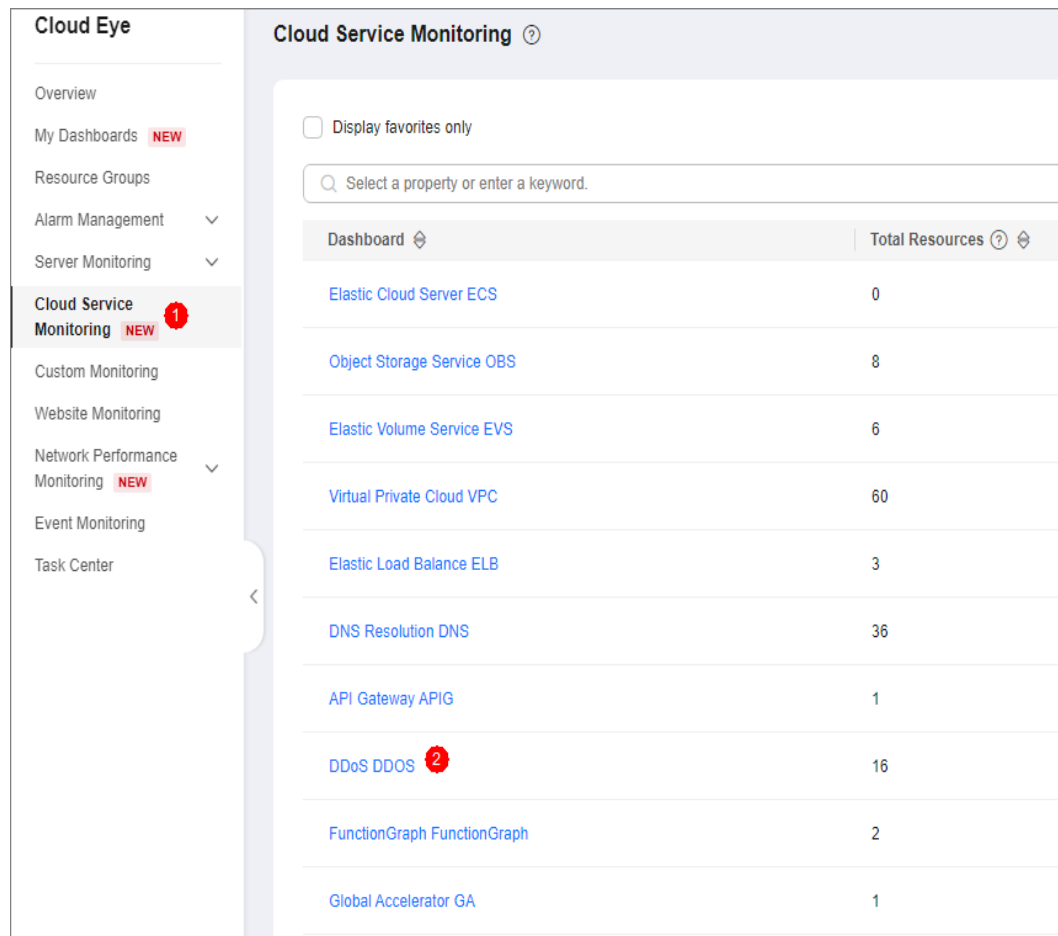 Cloud Eye
Overview
My Dashboards NEW
Resource Groups
Alarm Management
Server Monitoring
Cloud Service
Monitoring NEW
1
Custom Monitoring
Website Monitoring
Network Performance
Monitoring NEW
Event Monitoring
Task Center
Cloud Service Monitoring ?
Display favorites only
Select a property or enter a keyword.
Dashboard Total Resources ?
Elastic Cloud Server ECS 0
Object Storage Service OBS 8
Elastic Volume Service EVS 6
Virtual Private Cloud VPC 60
Elastic Load Balance ELB 3
DNS Resolution DNS 36
API Gateway APIG 1
DDoS DDOS 2 16
FunctionGraph FunctionGraph 2
Global Accelerator GA 1